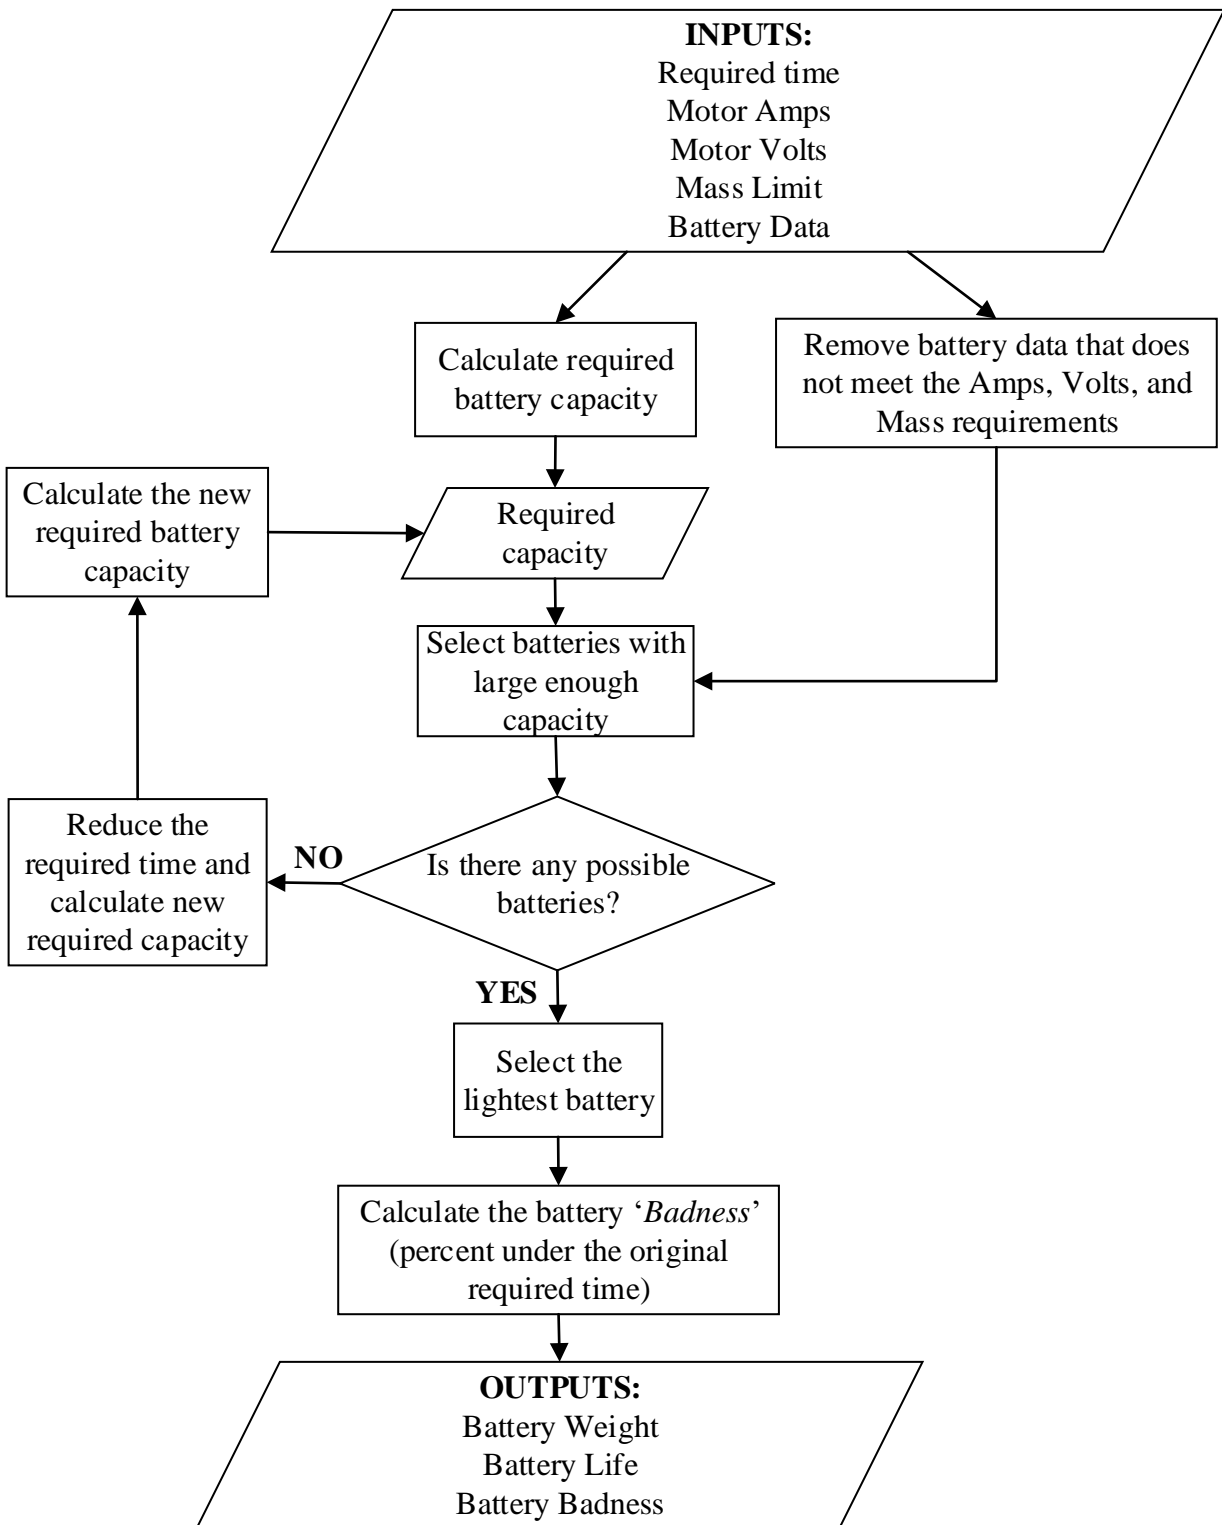 INPUTS:
Required time
Motor Amps
Motor Volts
Mass Limit
Battery Data
Calculate required
battery capacity
Remove battery data that does
not meet the Amps, Volts, and
Mass requirements
Calculate the new
required battery
capacity
Required
capacity
Select batteries with
large enough
capacity
Reduce the
required time and
calculate new
required capacity
NO
Is there any possible
batteries?
YES
Select the
lightest battery
Calculate the battery ‘Badness’
(percent under the original
required time)
OUTPUTS:
Battery Weight
Battery Life
Battery Badness